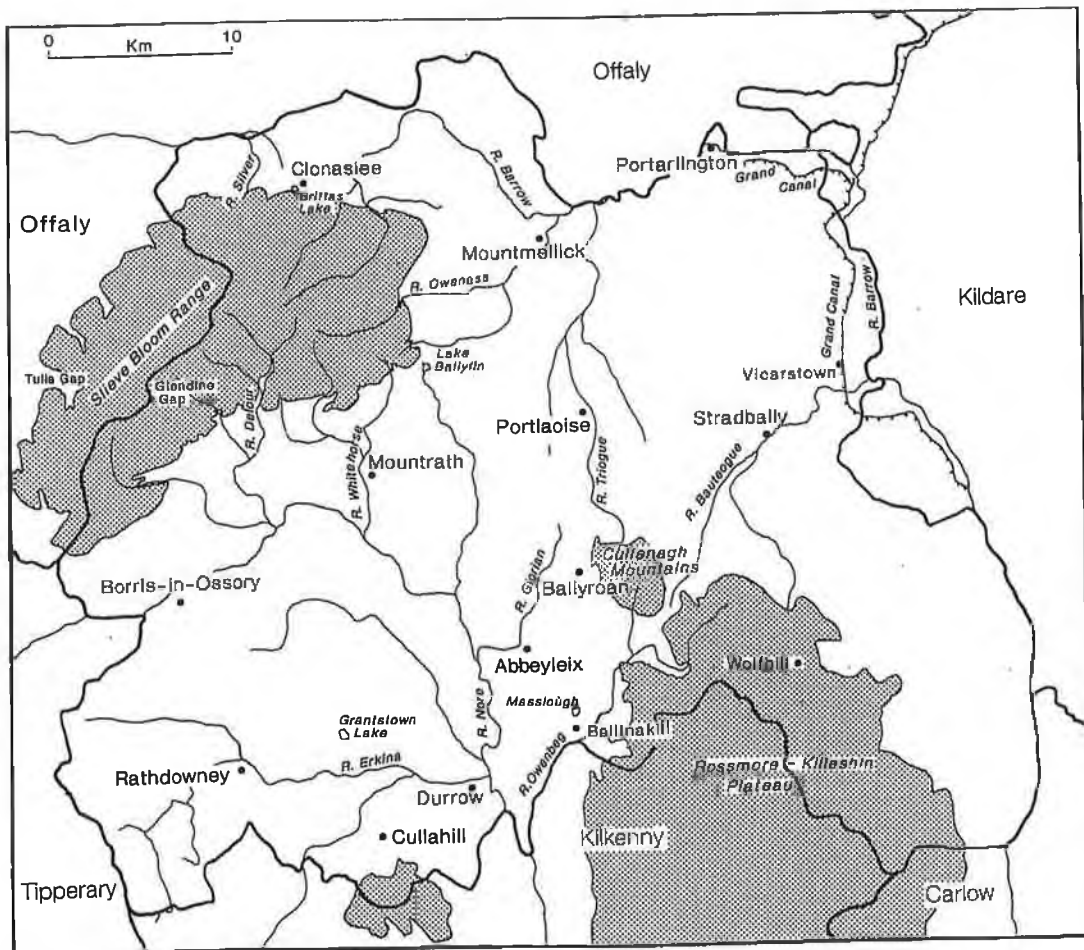 0 10
Km
Offaly
Portarlington
Grand
Canal
R. Barrow
R. Silver
Clonaslee
Brittas
Lake
Offaly
Mountmellick
R. Oweness
Kildare
Grand Canal
R. Barrow
Slieve Bloom Range
Lake
Ballylin
Tulla Gap
Glendine
Gap
Vicarstown
R. Delour
R. Whitehorse
Portlaoise
Stradbally
Mountrath
R. Triogue
R. Bauteogue
Cullenagh
Mountains
Borris-in-Ossory
Ballyroan
R. Gigrian
Abbeyleix
Wolfhill
Masslough
Grantstown
Lake
R. Nore
Ballinakill
R. Erkina
R. Owenbeg
Rossmore - Killeshin
Plateau
Rathdowney
Durrow
Cullahill
Kilkenny
Tipperary
Carlow